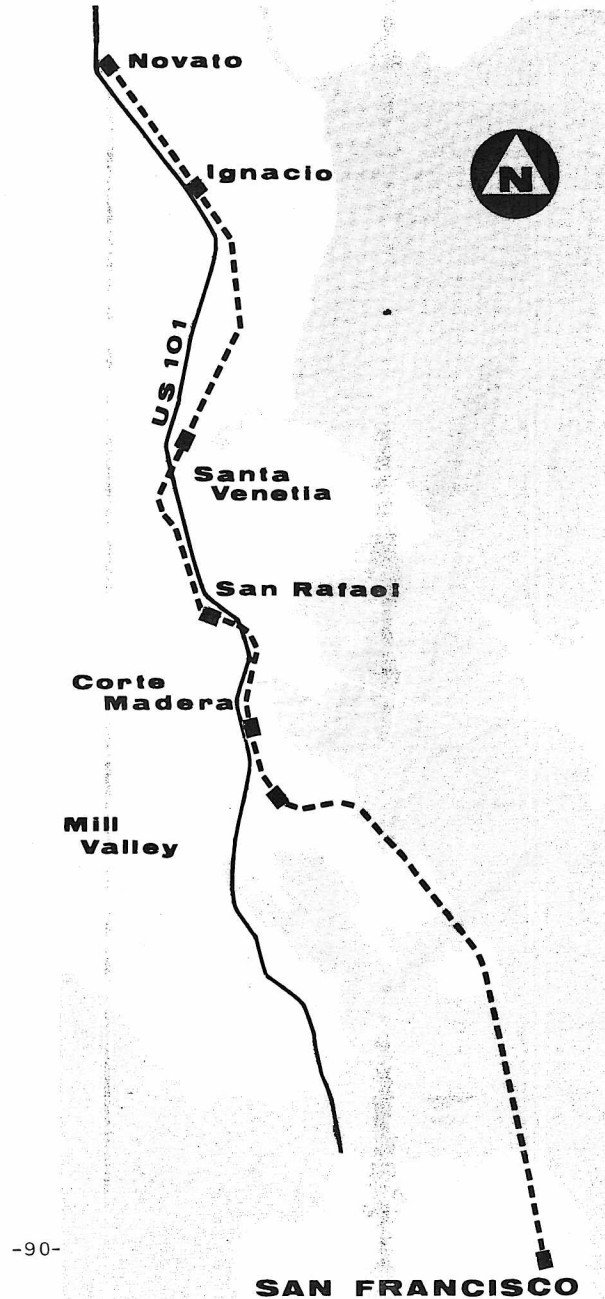 Novato
Ignacio
N
US 101
Santa
Venetia
San Rafael
Corte
Madera
Mill
Valley
-90-
SAN FRANCISCO